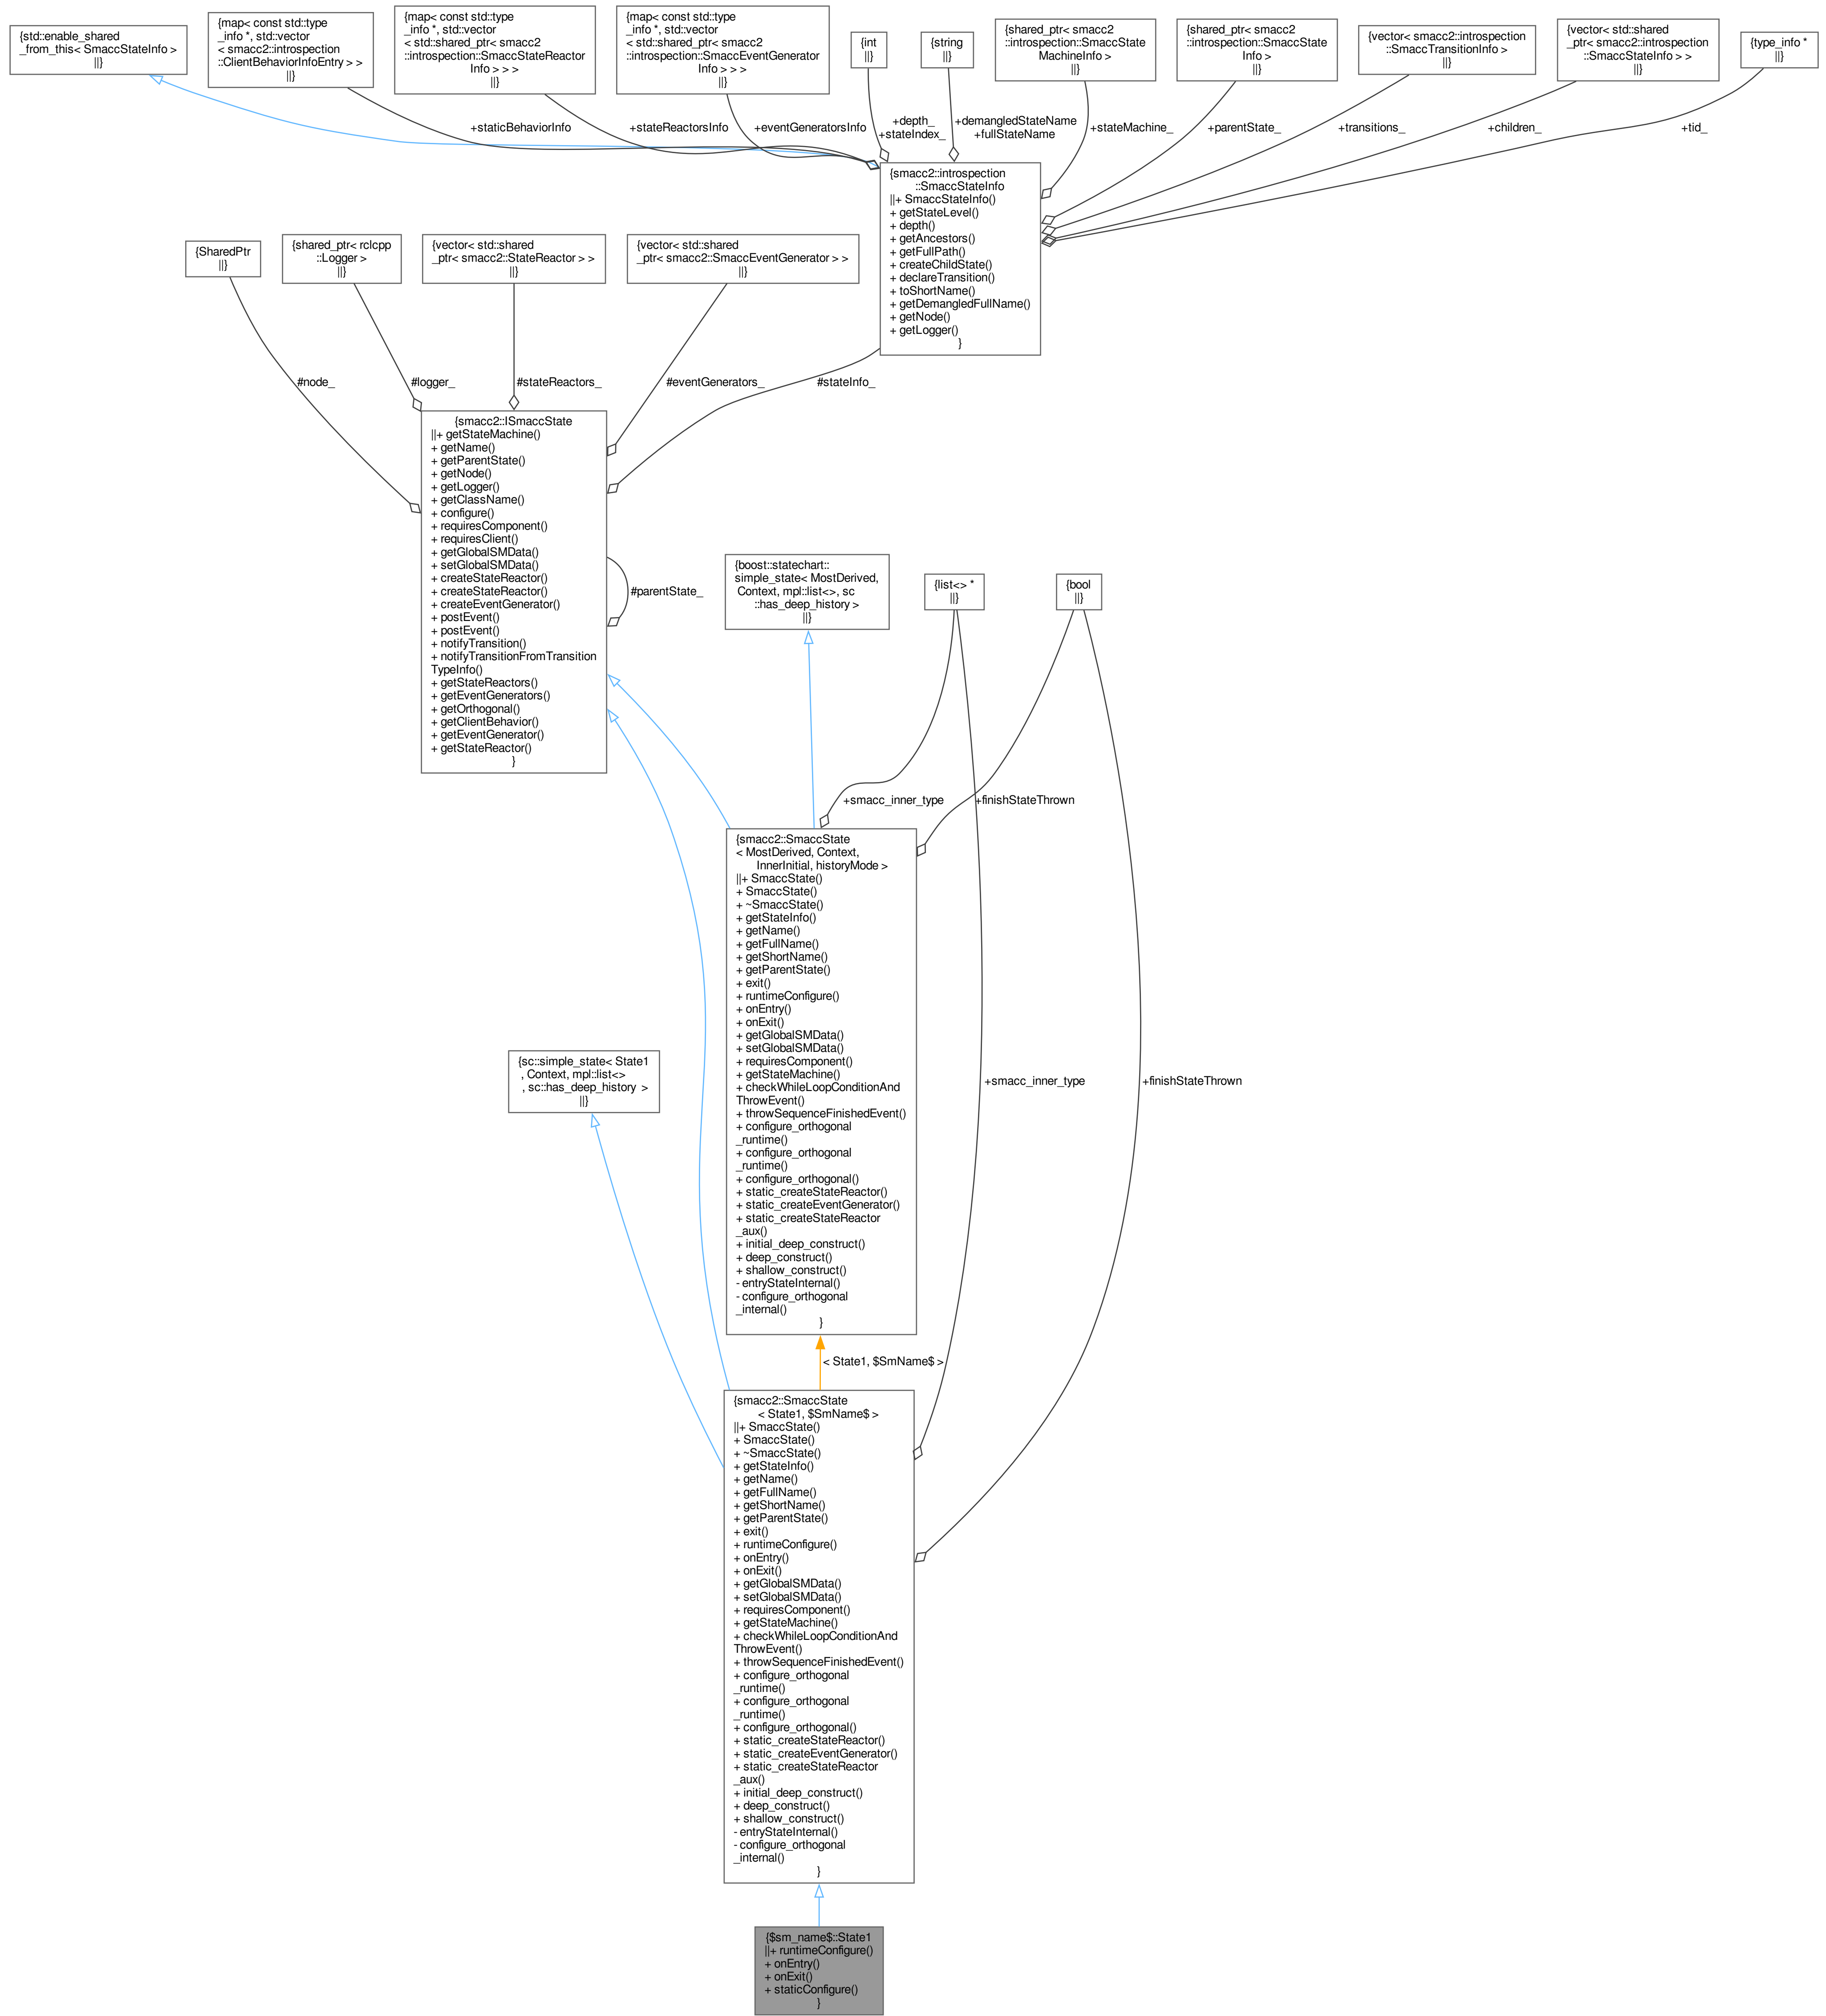 {std::enable_shared
_from_this< SmaccStateInfo >
||}
{map< const std::type
_info *, std::vector
< smacc2::introspection
::ClientBehaviorInfoEntry > >
||}
{map< const std::type
_info *, std::vector
< std::shared_ptr< smacc2
::introspection::SmaccStateReactor
Info > > >
||}
{map< const std::type
_info *, std::vector
< std::shared_ptr< smacc2
::introspection::SmaccEventGenerator
Info > > >
||}
{int
||}
{string
||}
{shared_ptr< smacc2
::introspection::SmaccState
MachineInfo >
||}
{shared_ptr< smacc2
::introspection::SmaccState
Info >
||}
{vector< smacc2::introspection
::SmaccTransitionInfo >
||}
{vector< std::shared
_ptr< smacc2::introspection
::SmaccStateInfo > >
||}
{type_info *
||}
+staticBehaviorInfo
+stateReactorsInfo
+eventGeneratorsInfo
+depth_
+stateIndex_
+demangledStateName
+fullStateName
+stateMachine_
+parentState_
+transitions_
+children_
+tid_
{smacc2::introspection
::SmaccStateInfo
||+ SmaccStateInfo()
+ getStateLevel()
+ depth()
+ getAncestors()
+ getFullPath()
+ createChildState()
+ declareTransition()
+ toShortName()
+ getDemangledFullName()
+ getNode()
+ getLogger()
}
{SharedPtr
||}
{shared_ptr< rclcpp
::Logger >
||}
{vector< std::shared
_ptr< smacc2::StateReactor > >
||}
{vector< std::shared
_ptr< smacc2::SmaccEventGenerator > >
||}
#node_
#logger_
#stateReactors_
#eventGenerators_
#stateInfo_
{smacc2::ISmaccState
||+ getStateMachine()
+ getName()
+ getParentState()
+ getNode()
+ getLogger()
+ getClassName()
+ configure()
+ requiresComponent()
+ requiresClient()
+ getGlobalSMData()
+ setGlobalSMData()
+ createStateReactor()
+ createStateReactor()
+ createEventGenerator()
+ postEvent()
+ postEvent()
+ notifyTransition()
+ notifyTransitionFromTransition
TypeInfo()
+ getStateReactors()
+ getEventGenerators()
+ getOrthogonal()
+ getClientBehavior()
+ getEventGenerator()
+ getStateReactor()
}
#parentState_
{boost::statechart::
simple_state< MostDerived,
Context, mpl::list<>, sc
::has_deep_history >
||}
{list<> *
||}
{bool
||}
+smacc_inner_type
+finishStateThrown
{smacc2::SmaccState
< MostDerived, Context,
InnerInitial, historyMode >
||+ SmaccState()
+ SmaccState()
+ ~SmaccState()
+ getStateInfo()
+ getName()
+ getFullName()
+ getShortName()
+ getParentState()
+ exit()
+ runtimeConfigure()
+ onEntry()
+ onExit()
+ getGlobalSMData()
+ setGlobalSMData()
+ requiresComponent()
+ getStateMachine()
+ checkWhileLoopConditionAnd
ThrowEvent()
+ throwSequenceFinishedEvent()
+ configure_orthogonal
_runtime()
+ configure_orthogonal
_runtime()
+ configure_orthogonal()
+ static_createStateReactor()
+ static_createEventGenerator()
+ static_createStateReactor
_aux()
+ initial_deep_construct()
+ deep_construct()
+ shallow_construct()
- entryStateInternal()
- configure_orthogonal
_internal()
}
{sc::simple_state< State1
, Context, mpl::list<>
, sc::has_deep_history >
||}
+smacc_inner_type
+finishStateThrown
< State1, $SmName$ >
{smacc2::SmaccState
< State1, $SmName$ >
||+ SmaccState()
+ SmaccState()
+ ~SmaccState()
+ getStateInfo()
+ getName()
+ getFullName()
+ getShortName()
+ getParentState()
+ exit()
+ runtimeConfigure()
+ onEntry()
+ onExit()
+ getGlobalSMData()
+ setGlobalSMData()
+ requiresComponent()
+ getStateMachine()
+ checkWhileLoopConditionAnd
ThrowEvent()
+ throwSequenceFinishedEvent()
+ configure_orthogonal
_runtime()
+ configure_orthogonal
_runtime()
+ configure_orthogonal()
+ static_createStateReactor()
+ static_createEventGenerator()
+ static_createStateReactor
_aux()
+ initial_deep_construct()
+ deep_construct()
+ shallow_construct()
- entryStateInternal()
- configure_orthogonal
_internal()
}
{$sm_name$::State1
||+ runtimeConfigure()
+ onEntry()
+ onExit()
+ staticConfigure()
}